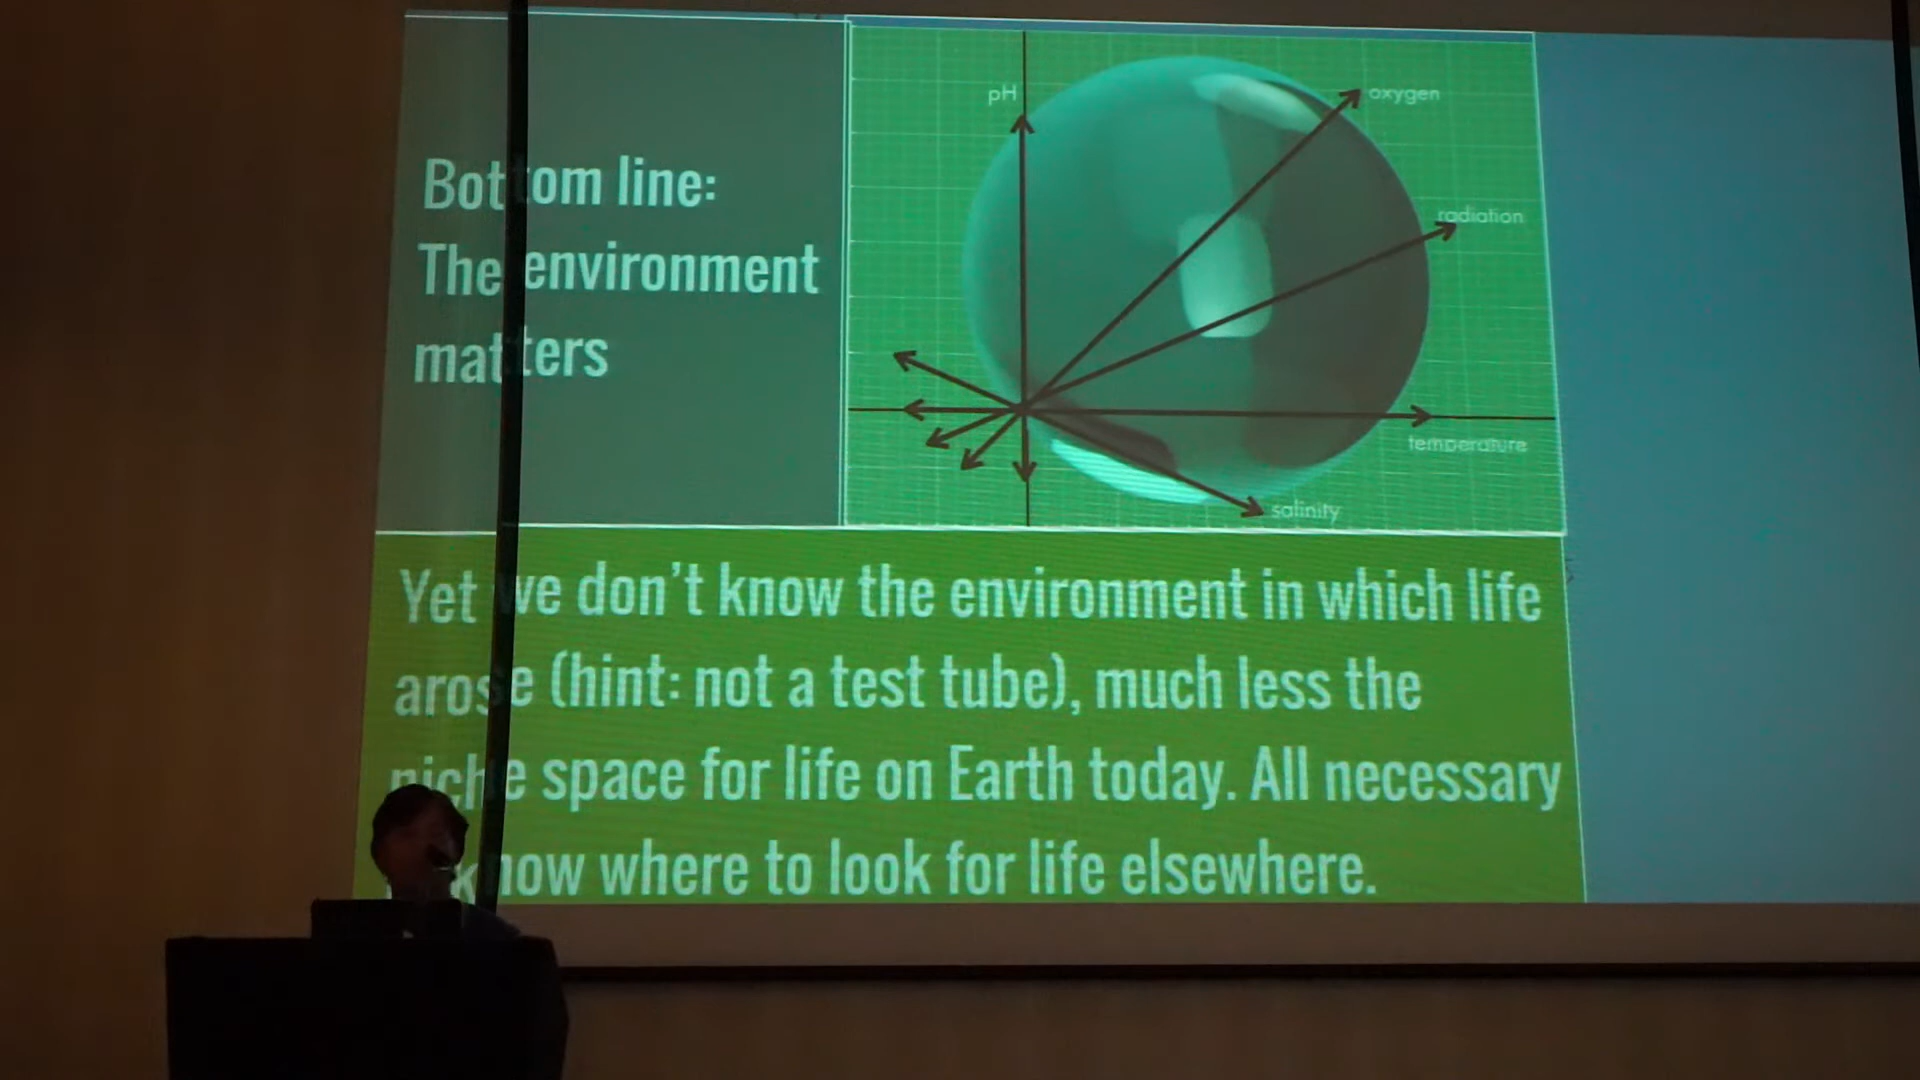 Bottom line:
The environment
matters
pH
oxygen
radiation
temperature
salinity
Yet we don't know the environment in which life
arose (hint: not a test tube), much less the
niche space for life on Earth today. All necessary
know where to look for life elsewhere.